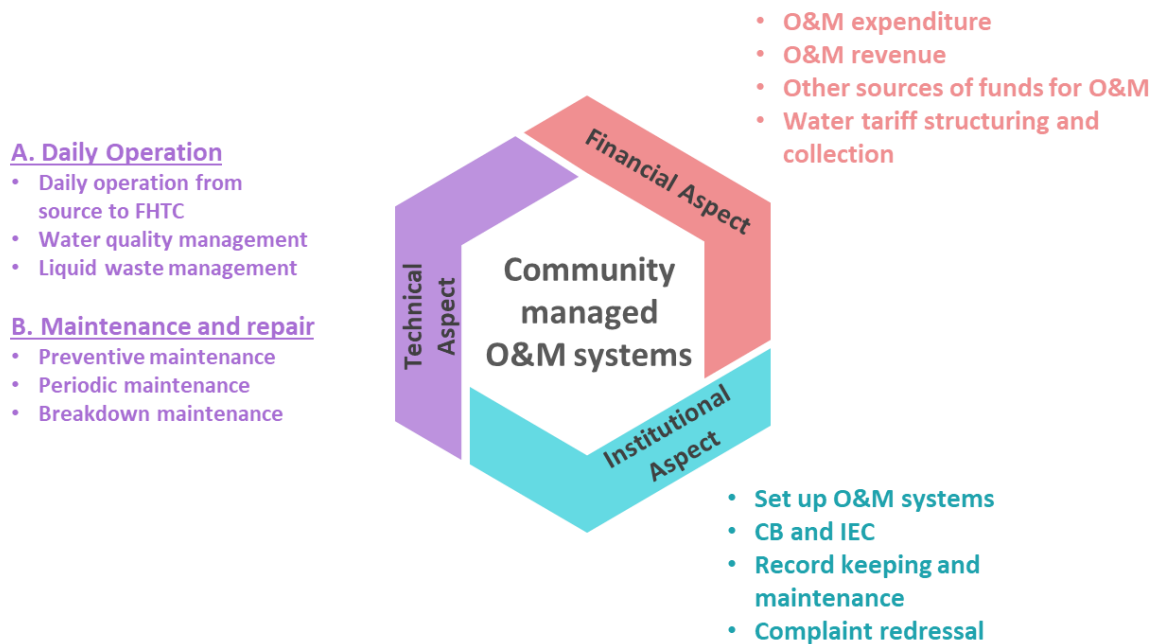 • O&M expenditure
• O&M revenue
• Other sources of funds for O&M
• Water tariff structuring and
collection
A. Daily Operation
• Daily operation from
source to FHTC
• Water quality management
• Liquid waste management
B. Maintenance and repair
• Preventive maintenance
• Periodic maintenance
• Breakdown maintenance
Technical
Aspect
Financial Aspect
Community
managed
O&M systems
Institutional
Aspect
• Set up O&M systems
• CB and IEC
• Record keeping and
maintenance
• Complaint redressal